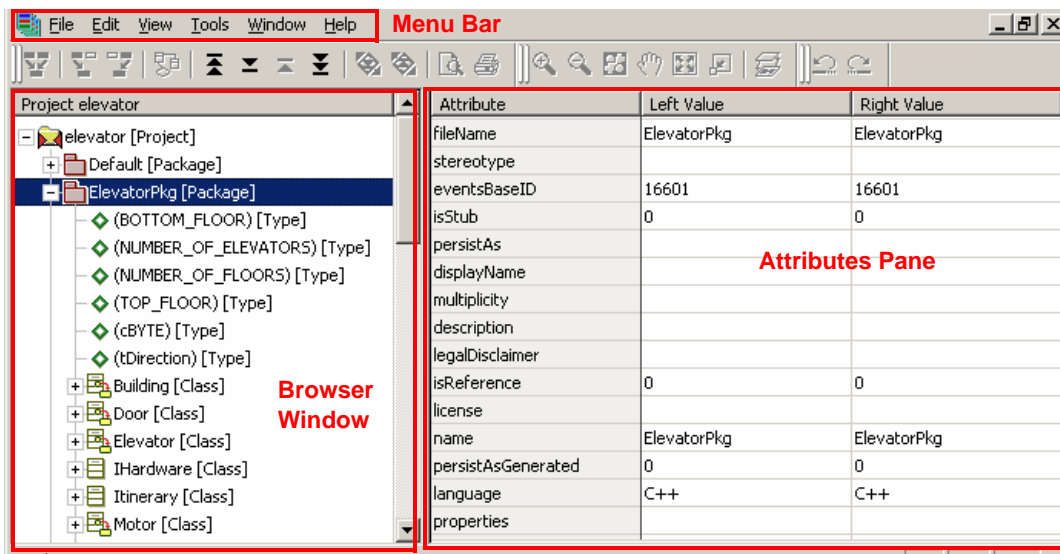 File Edit View Tools Window Help Menu Bar
Project elevator
elevator [Project]
Default [Package]
ElevatorPkg [Package]
(BOTTOM_FLOOR) [Type]
(NUMBER_OF_ELEVATORS) [Type]
(NUMBER_OF_FLOORS) [Type]
(TOP_FLOOR) [Type]
(cBYTE) [Type]
(tDirection) [Type]
Building [Class]
Door [Class]
Elevator [Class]
IHardware [Class]
Itinerary [Class]
Motor [Class]
Browser
Window
Attribute Left Value Right Value
fileName ElevatorPkg ElevatorPkg
stereotype
eventsBaseID 16601 16601
isStub 0 0
persistAs
displayName
multiplicity
description
legalDisclaimer
isReference 0 0
license
name ElevatorPkg ElevatorPkg
persistAsGenerated 0 0
language C++ C++
properties
Attributes Pane